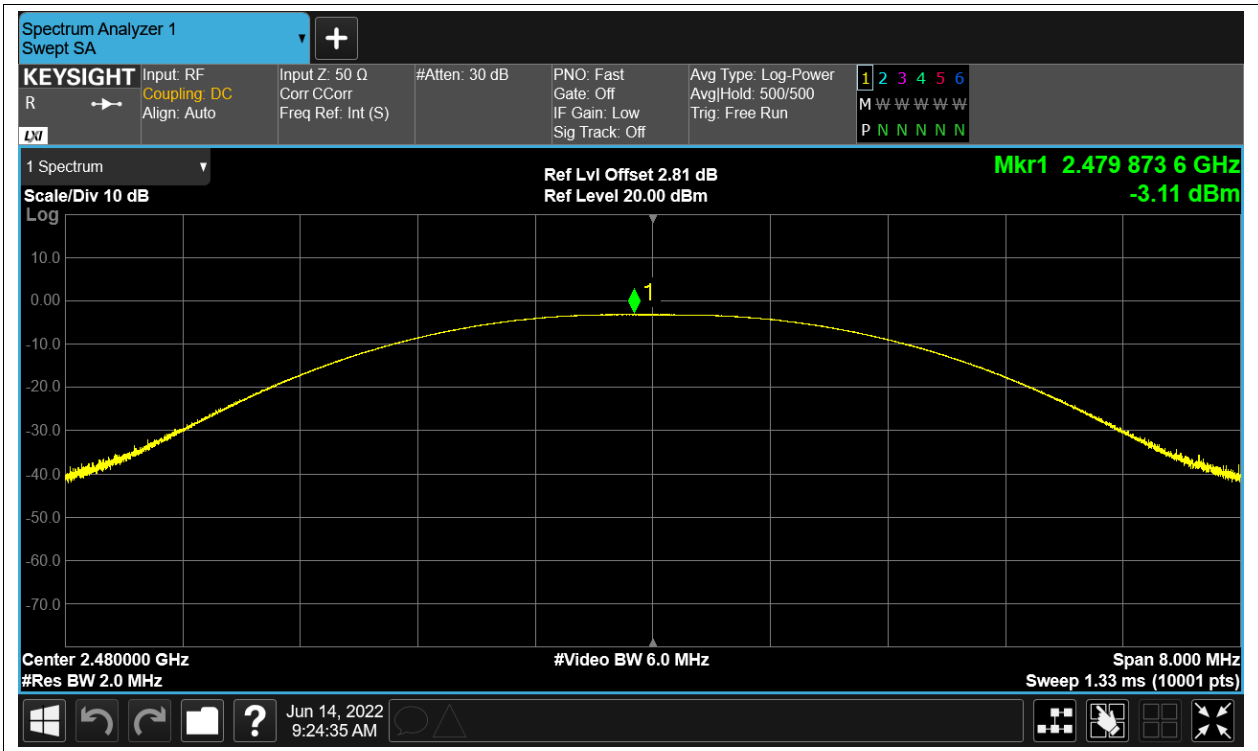 Spectrum Analyzer 1
Swept SA
+
KEYSIGHT
R
LXI
Input: RF
Coupling: DC
Align: Auto
Input Z: 50 Ω
Corr CCorr
Freq Ref: Int (S)
#Atten: 30 dB
PNO: Fast
Gate: Off
IF Gain: Low
Sig Track: Off
Avg Type: Log-Power
Avg|Hold: 500/500
Trig: Free Run
1 2 3 4 5 6
M W W W W W W
P N N N N N N
1 Spectrum
Scale/Div 10 dB
Log
Ref Lvl Offset 2.81 dB
Ref Level 20.00 dBm
Mkr1 2.479 873 6 GHz
-3.11 dBm
1
10.0
0.00
-10.0
-20.0
-30.0
-40.0
-50.0
-60.0
-70.0
Center 2.480000 GHz
#Res BW 2.0 MHz
#Video BW 6.0 MHz
Span 8.000 MHz
Sweep 1.33 ms (10001 pts)
?
Jun 14, 2022
9:24:35 AM